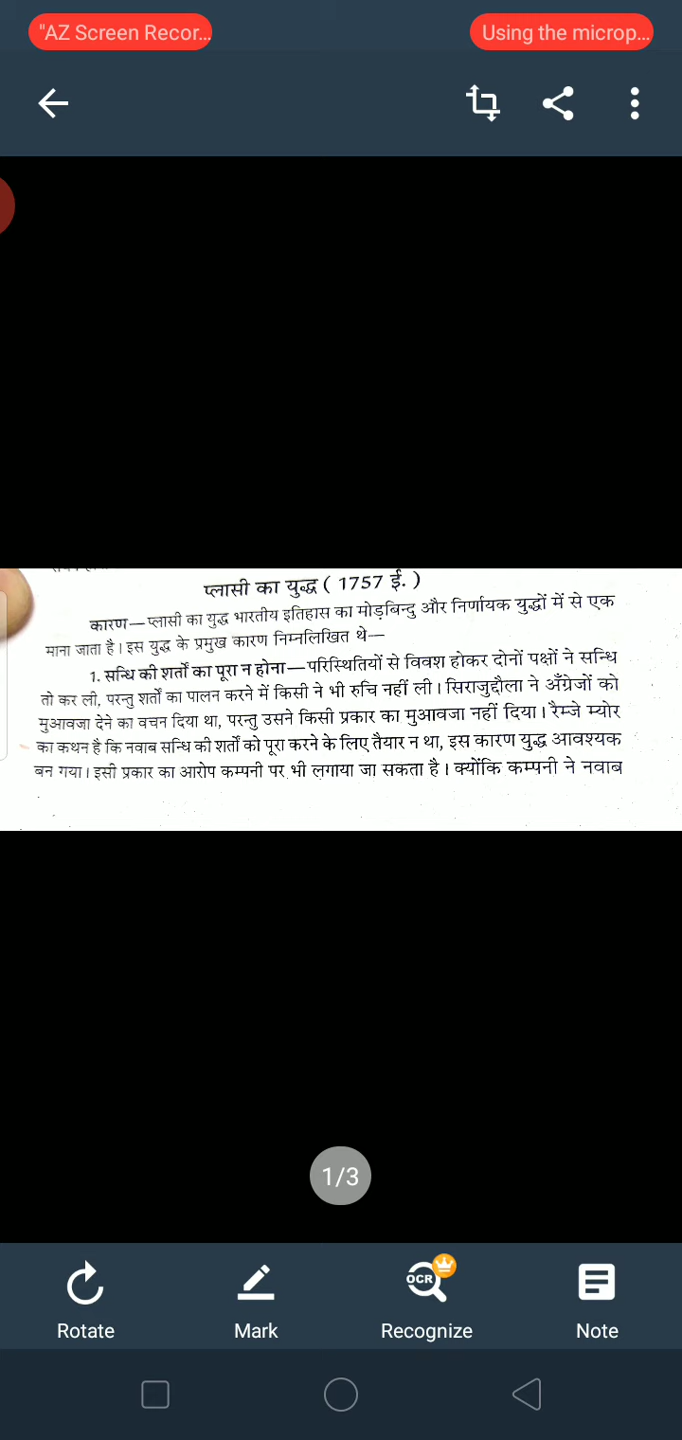 "AZ Screen Recor...
Using the microp...
प्लासी का युद्ध ( 1757 ई. )
कारण—प्लासी का युद्ध भारतीय इतिहास का मोड़बिन्दु और निर्णायक युद्धों में से एक
माना जाता है। इस युद्ध के प्रमुख कारण निम्नलिखित थे—
1. सन्धि की शर्तों का पूरा न होना—परिस्थितियों से विवश होकर दोनों पक्षों ने सन्धि
तो कर ली, परन्तु शर्तों का पालन करने में किसी ने भी रुचि नहीं ली। सिराजुद्दौला ने अँग्रेजों को
मुआवजा देने का वचन दिया था, परन्तु उसने किसी प्रकार का मुआवजा नहीं दिया। रैम्जे म्योर
का कथन है कि नवाब सन्धि की शर्तों को पूरा करने के लिए तैयार न था, इस कारण युद्ध आवश्यक
बन गया। इसी प्रकार का आरोप कम्पनी पर भी लगाया जा सकता है। क्योंकि कम्पनी ने नवाब
1/3
OCR
Rotate
Mark
Recognize
Note